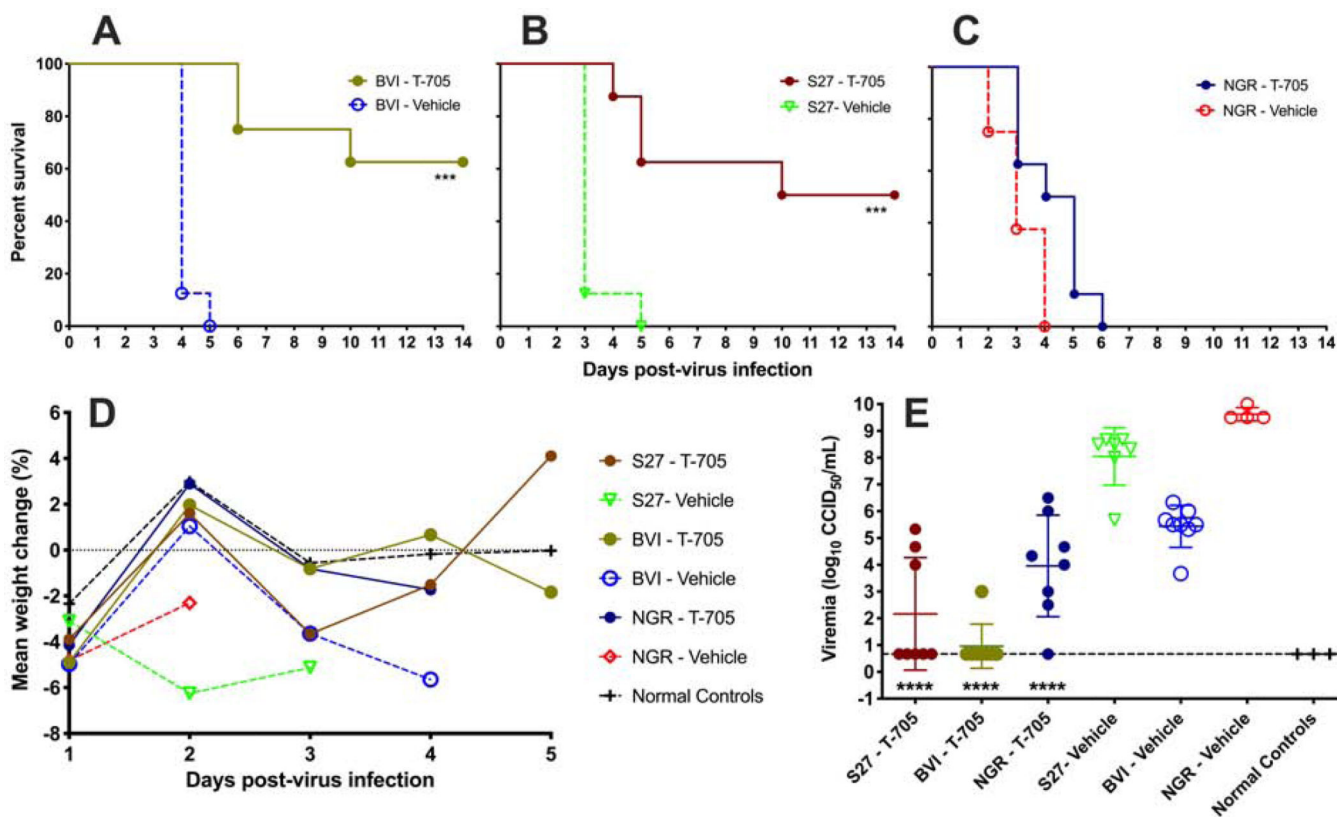 A
B
C
100
80
60
40
20
0
Percent survival
BVI - T-705
BVI - Vehicle
***
0 1 2 3 4 5 6 7 8 9 10 11 12 13 14
S27 - T-705
S27- Vehicle
***
0 1 2 3 4 5 6 7 8 9 10 11 12 13 14
NGR - T-705
NGR - Vehicle
0 1 2 3 4 5 6 7 8 9 10 11 12 13 14
Days post-virus infection
D
6
4
2
0
-2
-4
-6
-8
Mean weight change (%)
1 2 3 4 5
Days post-virus infection
S27 - T-705
S27- Vehicle
BVI - T-705
BVI - Vehicle
NGR - T-705
NGR - Vehicle
Normal Controls
E
10
9
8
7
6
5
4
3
2
1
0
-1
Viremia (log10 CCID50/mL)
**** **** ****
S27 - T-705
BVI - T-705
NGR - T-705
S27- Vehicle
BVI - Vehicle
NGR - Vehicle
Normal Controls